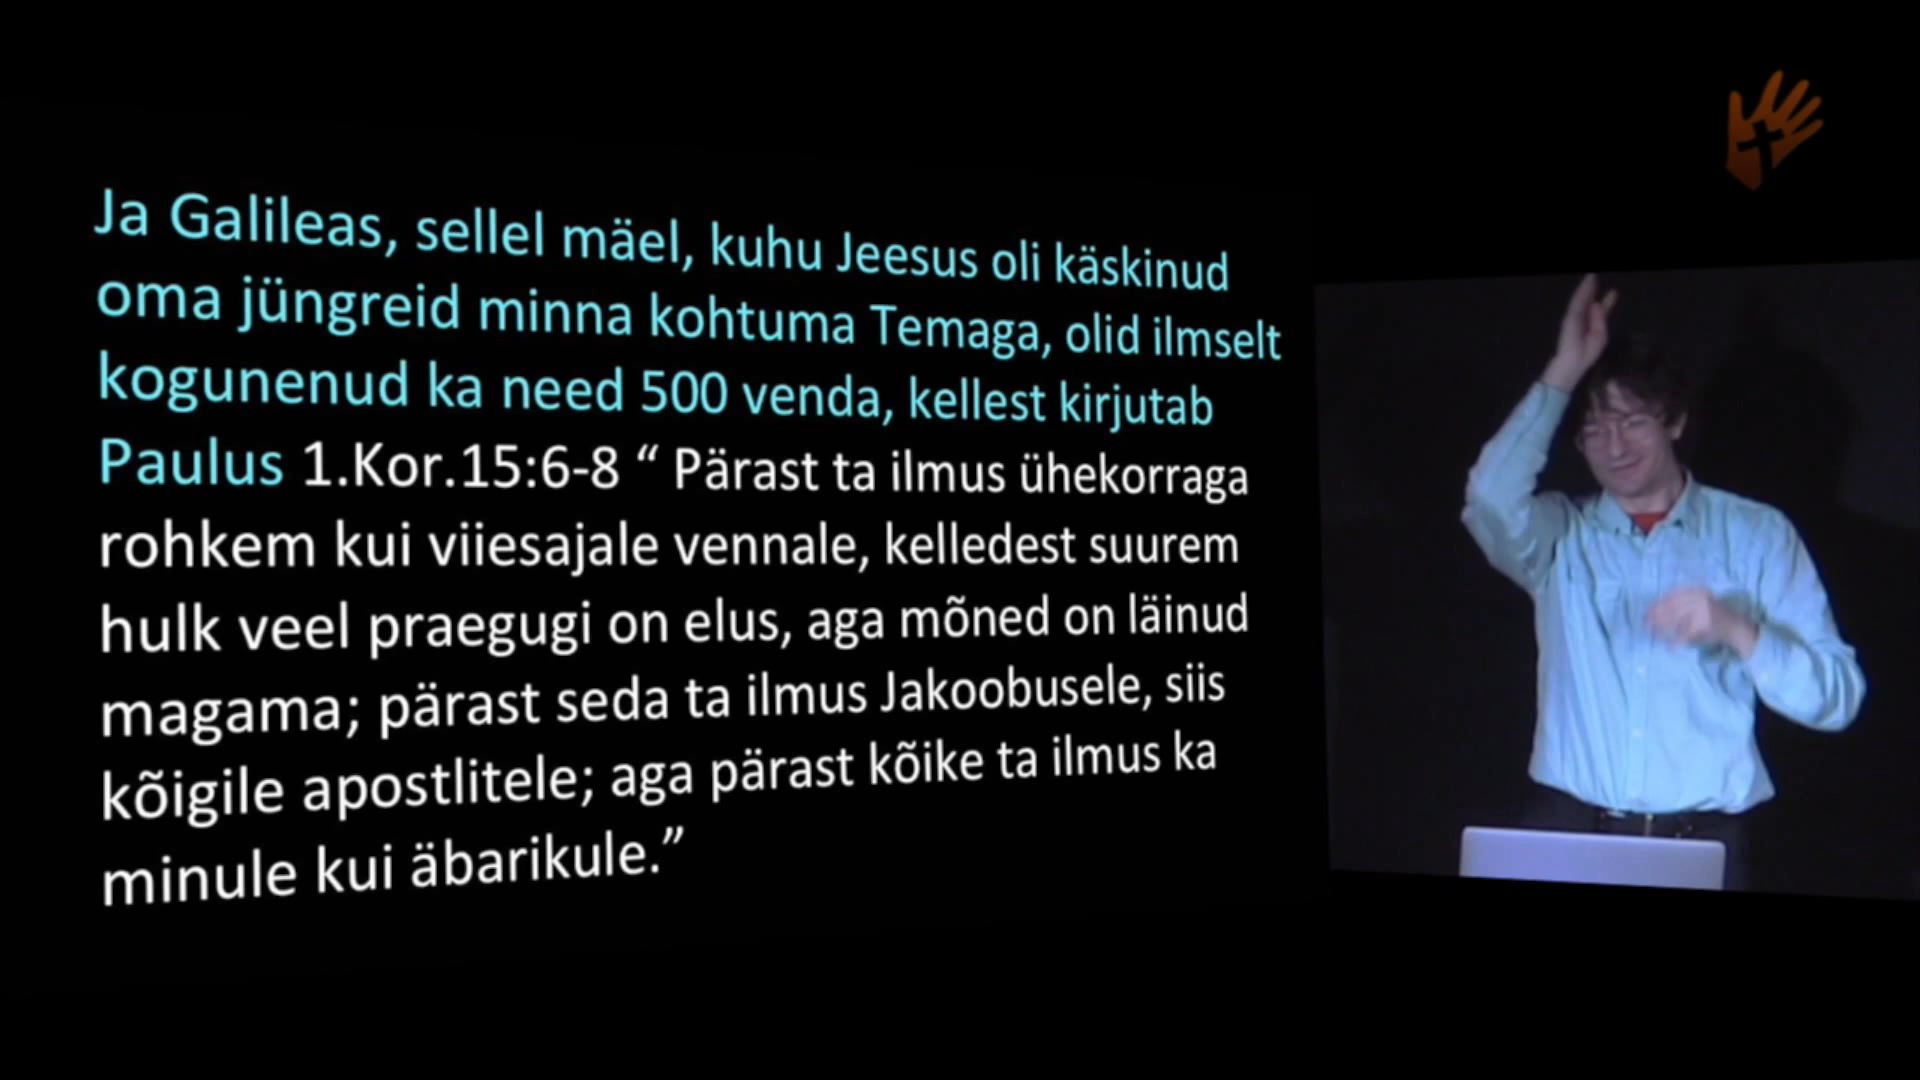 Ja Galileas, sellel mäel, kuhu Jeesus oli käskinud
oma jüngreid minna kohtuma Temaga, olid ilmselt
kogunenud ka need 500 venda, kellest kirjutab
Paulus 1.Kor.15:6-8 “ Pärast ta ilmus ühekorraga
rohkem kui viiesajale vennale, kelledest suurem
hulk veel praegugi on elus, aga mõned on läinud
magama; pärast seda ta ilmus Jakoobusele, siis
kõigile apostlitele; aga pärast kõike ta ilmus ka
minule kui äbarikule.”